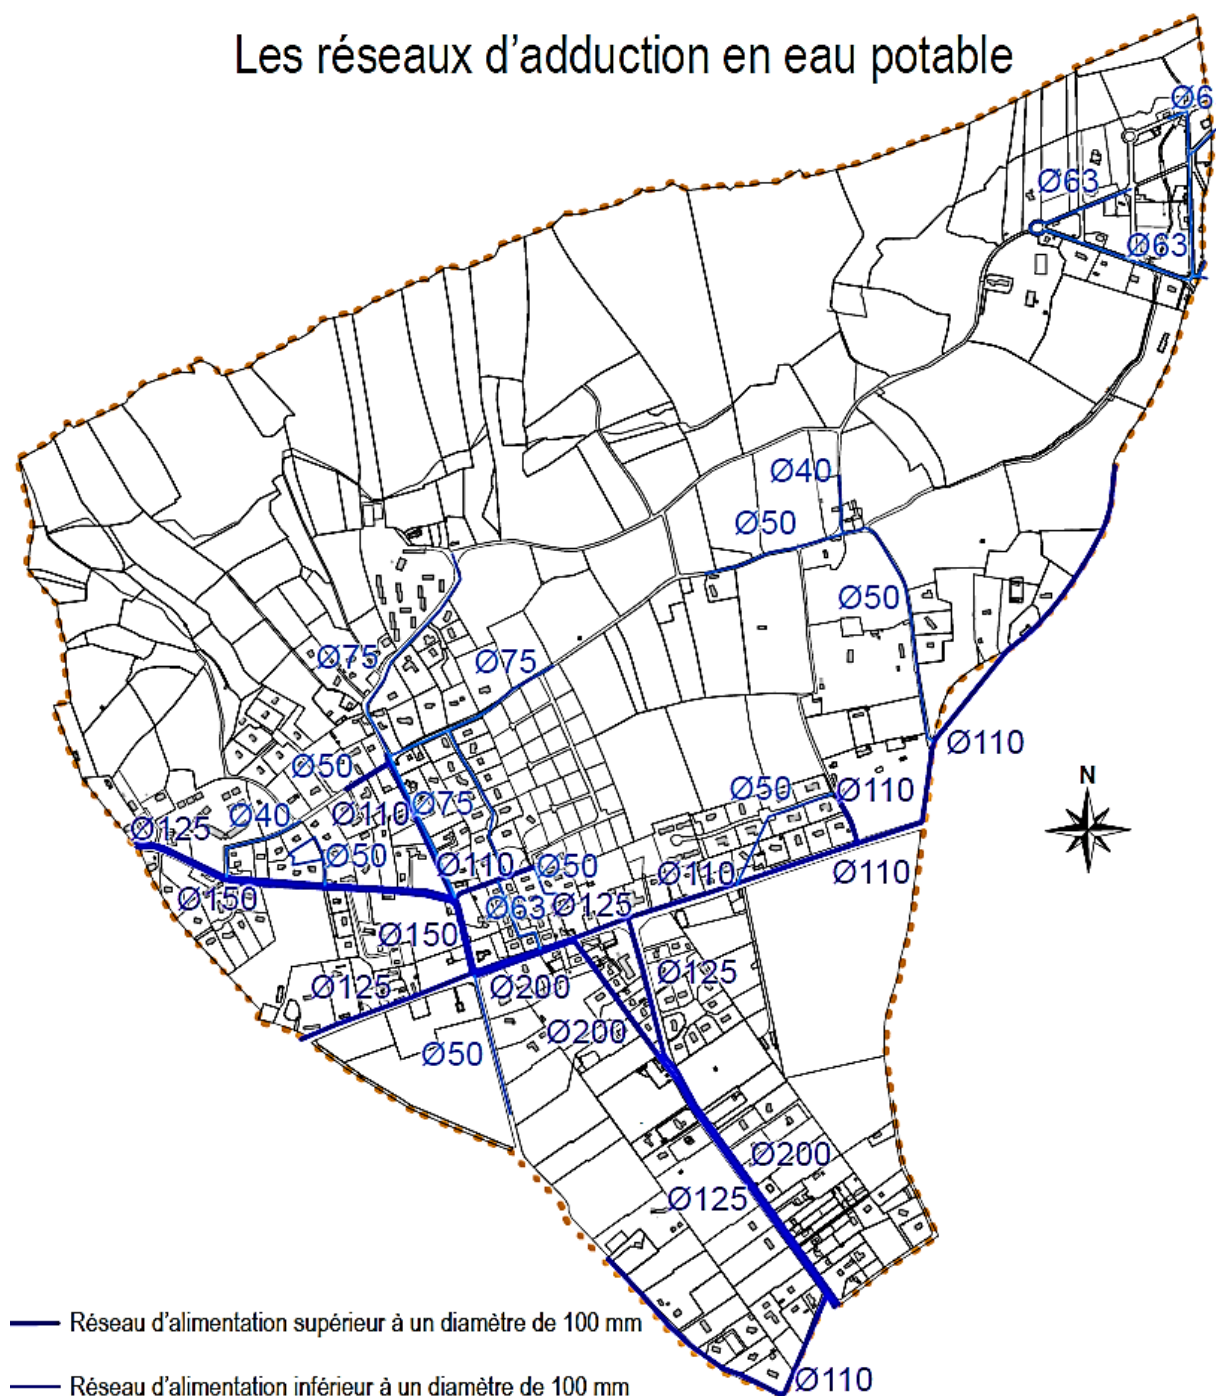 Les réseaux d'adduction en eau potable
Ø6
Ø63
Ø63
Ø40
Ø50
Ø50
Ø75
Ø75
Ø110
Ø50
Ø50
Ø110
N
Ø110
Ø75
Ø40
Ø125
Ø50
Ø110
Ø50
Ø110
Ø110
Ø150
Ø63
Ø125
Ø150
Ø125
Ø125
Ø200
Ø200
Ø50
Ø200
Ø125
Réseau d'alimentation supérieur à un diamètre de 100 mm
Ø110
Réseau d'alimentation inférieur à un diamètre de 100 mm